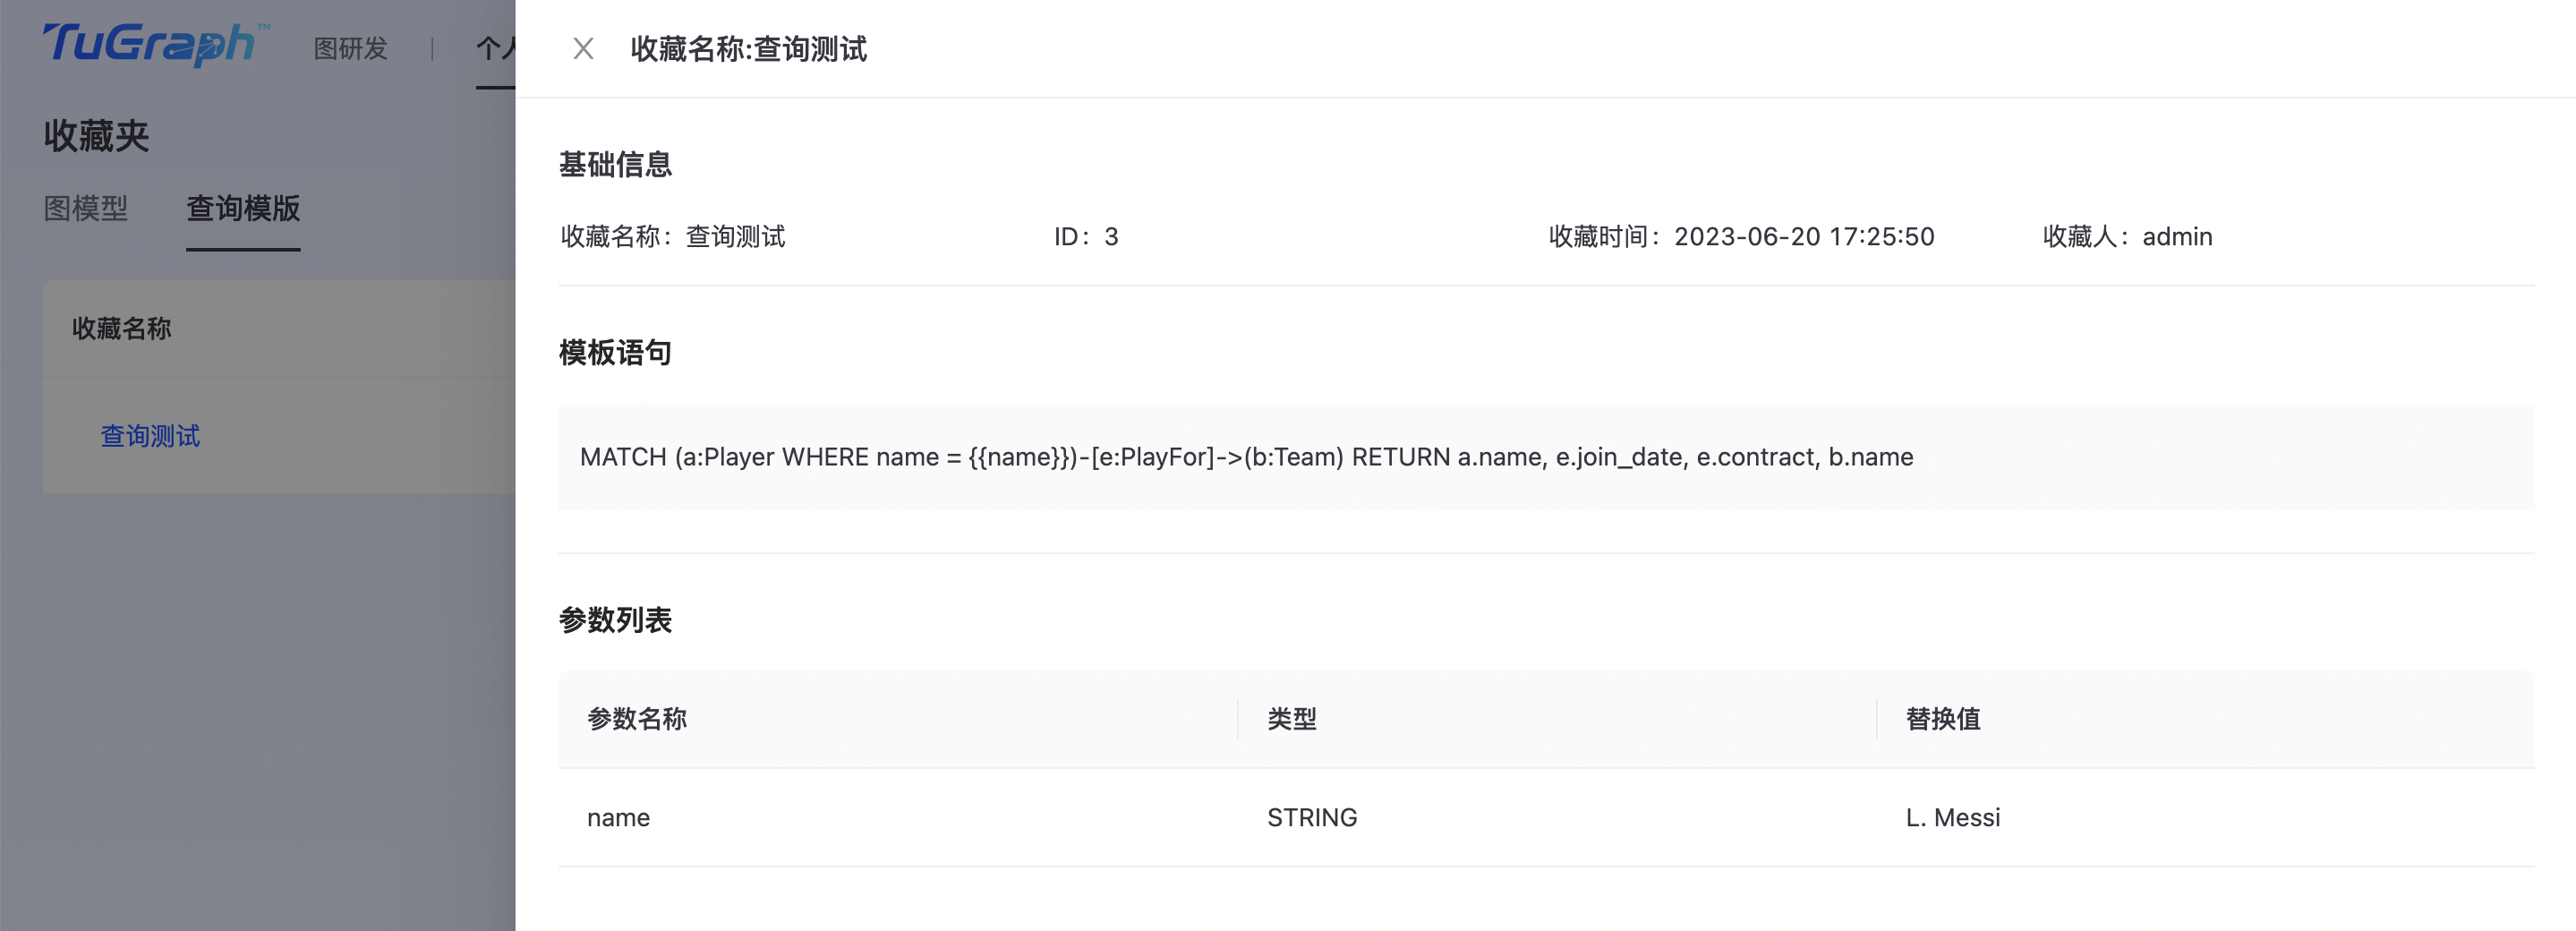 TuGraph™
图研发
收藏夹
图模型 查询模版
收藏名称
查询测试
收藏名称:查询测试
基础信息
收藏名称：查询测试 ID：3 收藏时间：2023-06-20 17:25:50 收藏人：admin
模板语句
MATCH (a:Player WHERE name = {{name}})-[e:PlayFor]->(b:Team) RETURN a.name, e.join_date, e.contract, b.name
参数列表
参数名称 类型 替换值
name STRING L. Messi